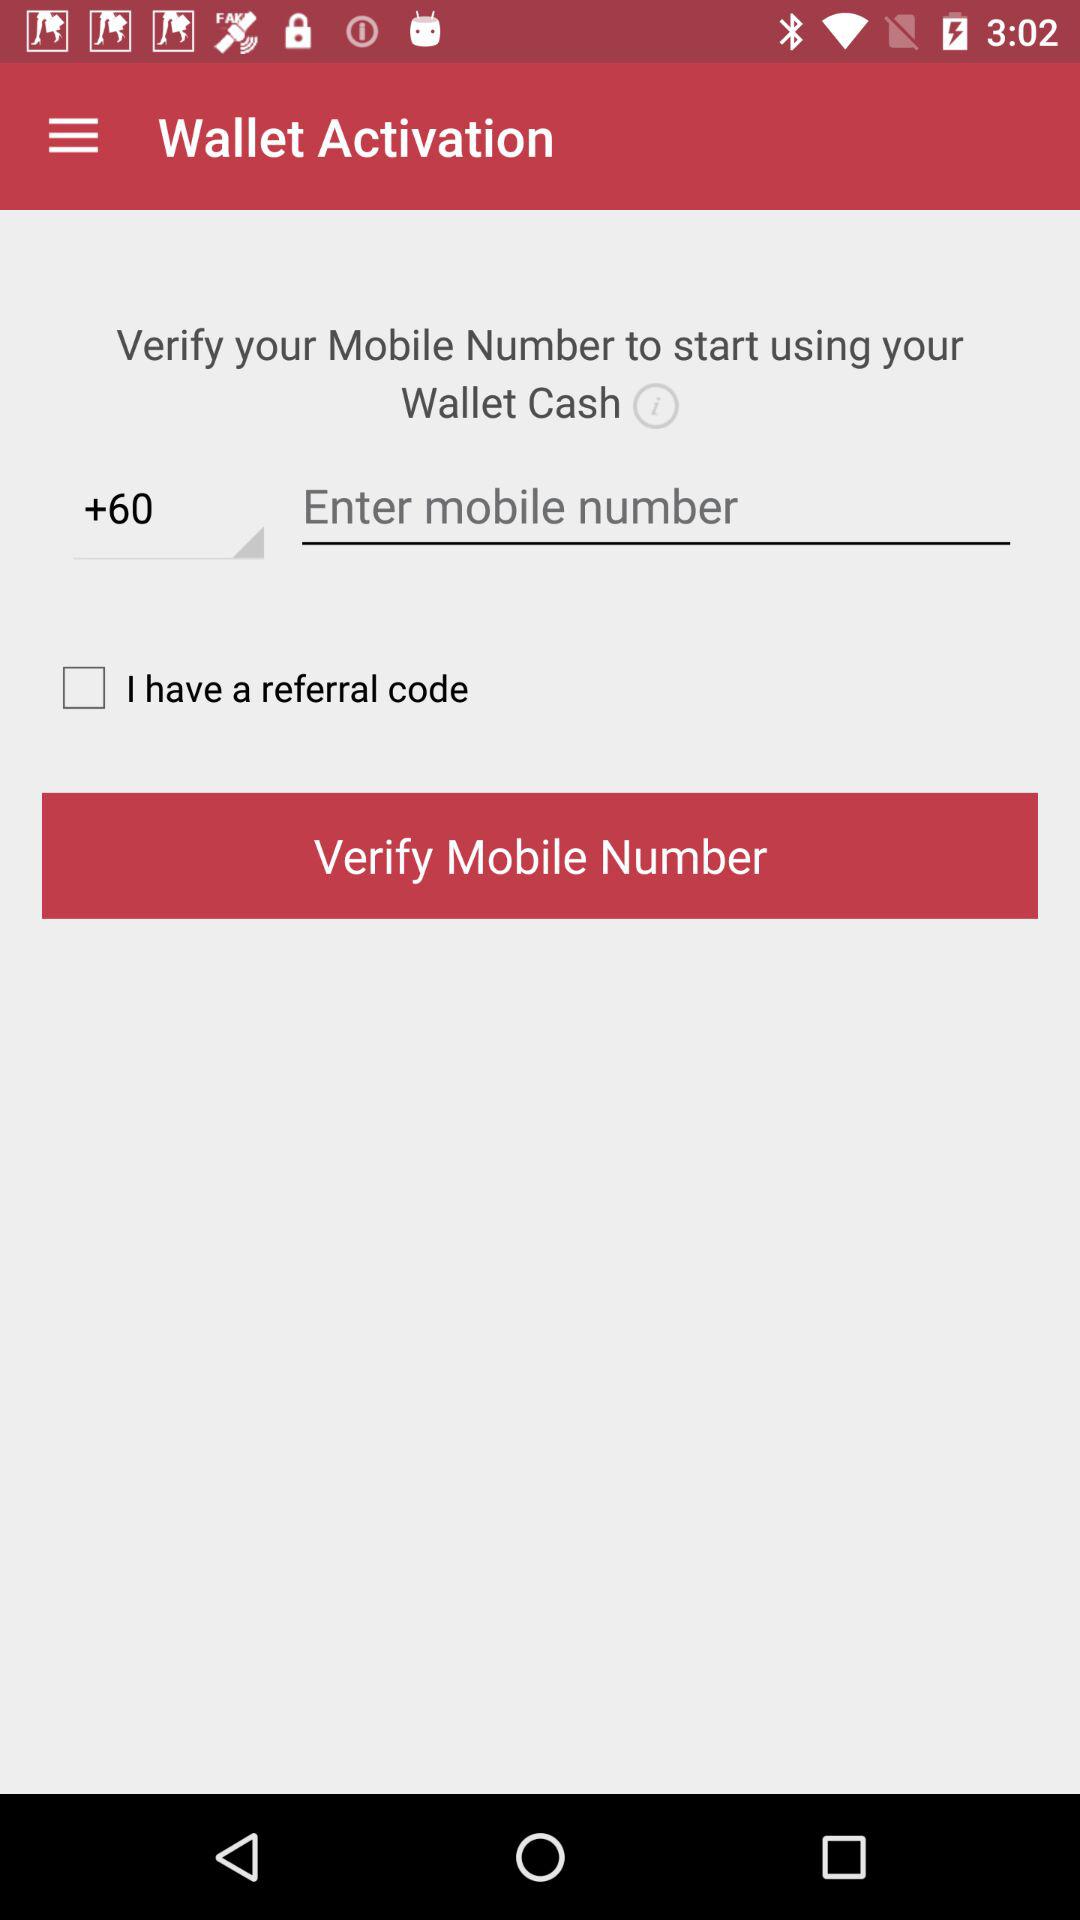 FAKE 3:02
Wallet Activation
Verify your Mobile Number to start using your
Wallet Cash i
+60 Enter mobile number
I have a referral code
Verify Mobile Number